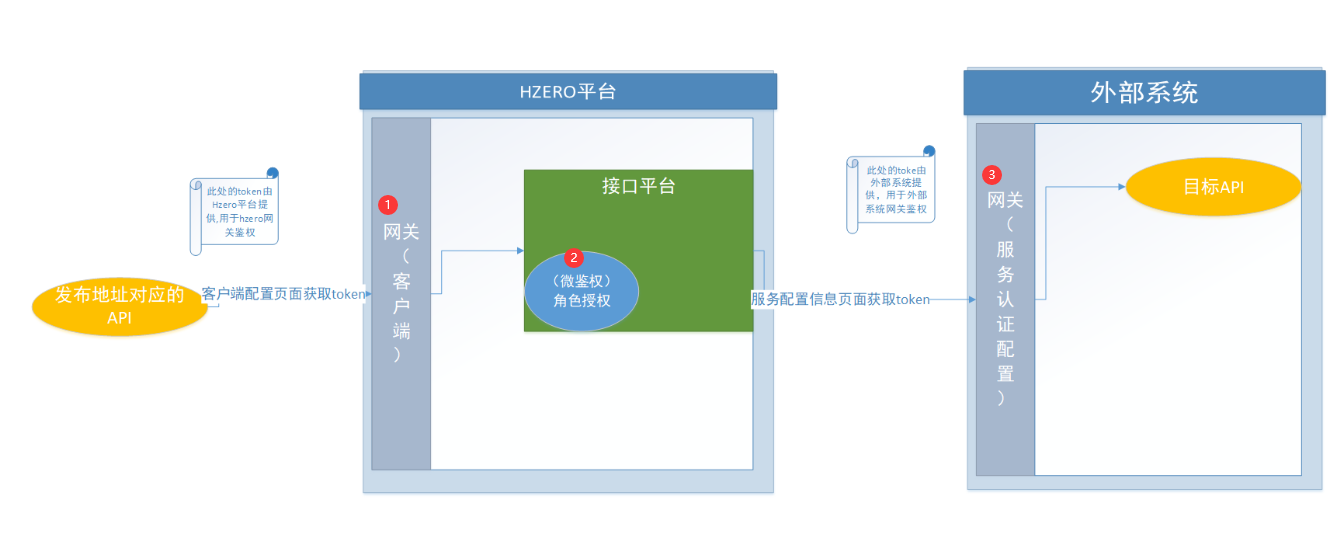 HZERO平台
外部系统
此处的token由
Hzero平台提
供,用于hzero网
关鉴权
发布地址对应的
API
客户端配置页面获取token
1
网关
（
客
户
端
）
接口平台
2
（微鉴权）
角色授权
此处的toke由
外部系统提
供，用于外部
系统网关鉴权
服务配置信息页面获取token
3
网关
（
服
务
认
证
配
置
）
目标API